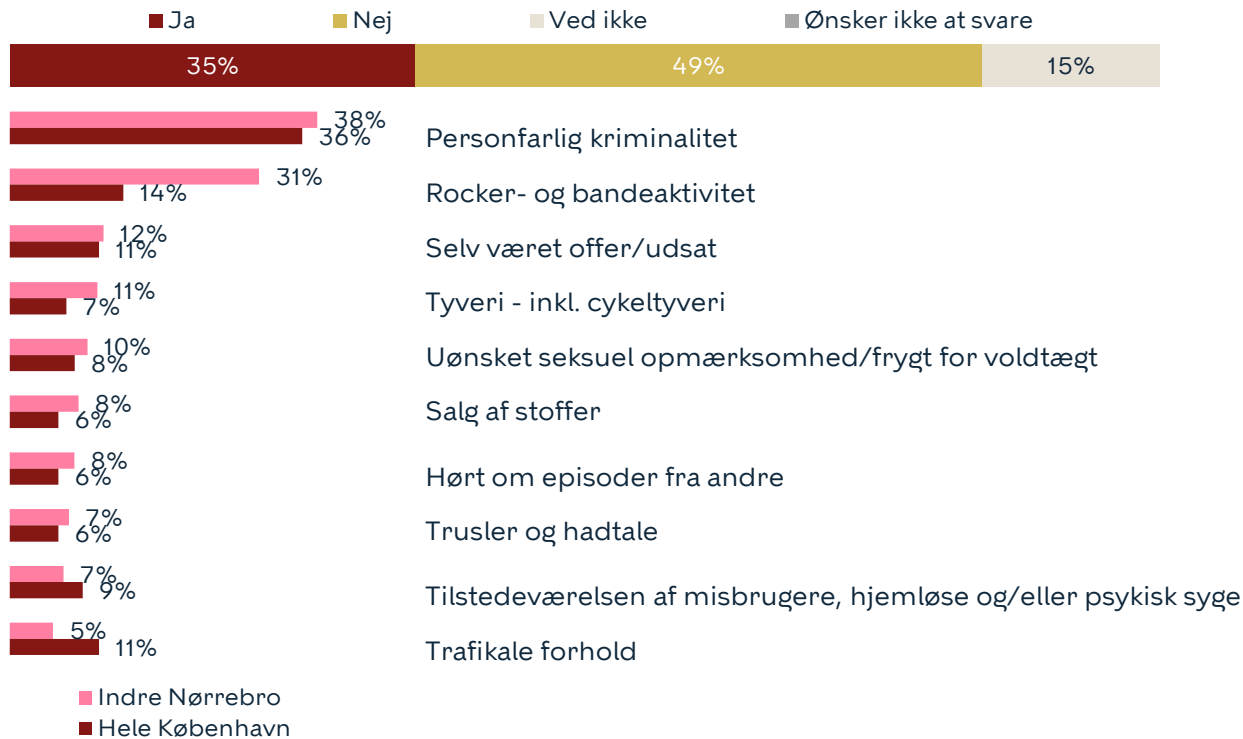 Ja Nej Ved ikke Ønsker ikke at svare
35% 49% 15%
38%
36% Personfarlig kriminalitet
31%
14% Rocker- og bandeaktivitet
12%
11% Selv været offer/udsat
11%
7% Tyveri - inkl. cykeltyveri
10%
8% Uønsket seksuel opmærksomhed/frygt for voldtægt
8%
6% Salg af stoffer
8%
6% Hørt om episoder fra andre
7%
6% Trusler og hadtale
7%
9% Tilstedeværelsen af misbrugere, hjemløse og/eller psykisk syge
5%
11% Trafikale forhold
Indre Nørrebro
Hele København